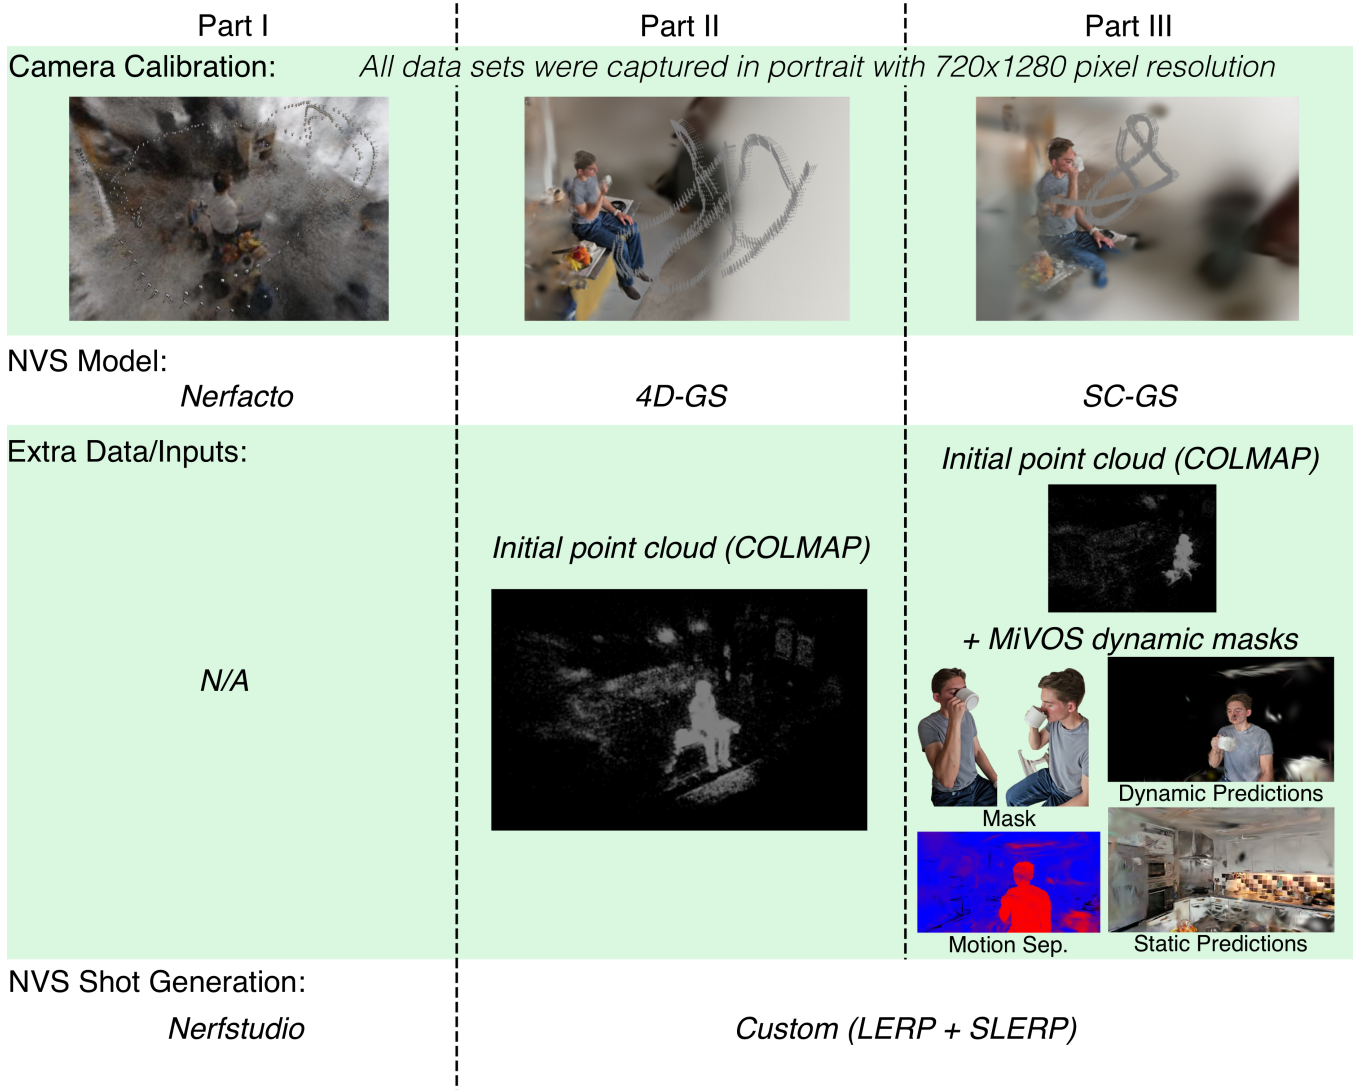 Part I
Part II
Part III
Camera Calibration:
All data sets were captured in portrait with 720x1280 pixel resolution
NVS Model:
Nerfacto
4D-GS
SC-GS
Extra Data/Inputs:
N/A
Initial point cloud (COLMAP)
Initial point cloud (COLMAP)
+ MiVOS dynamic masks
Mask
Dynamic Predictions
Motion Sep.
Static Predictions
NVS Shot Generation:
Nerfstudio
Custom (LERP + SLERP)